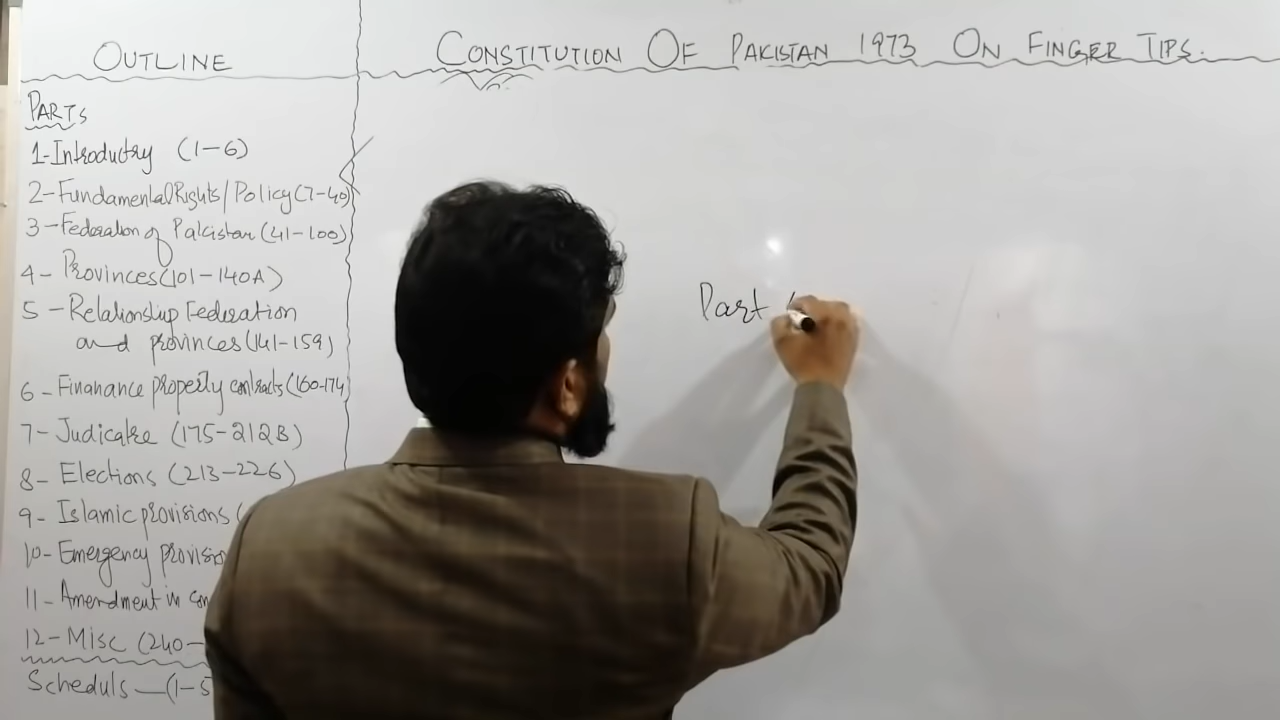 OUTLINE
CONSTITUTION OF PAKISTAN 1973 ON FINGER TIPS.
PARTS
1-Introductry (1-6)
2-Fundamental Rights/Policy(7-40)
3-Federation of Pakistan (41-100)
4-Provinces(101-140A)
5-Relationship Federation
and provinces(141-159)
6-Finanance property contracts(160-174
7-Judicature (175-212B)
8-Elections (213-226)
9-Islamic provisions (
10-Emergency provisio
11-Amendment in con
12-Misc (240-
Scheduls-(1-5
Part